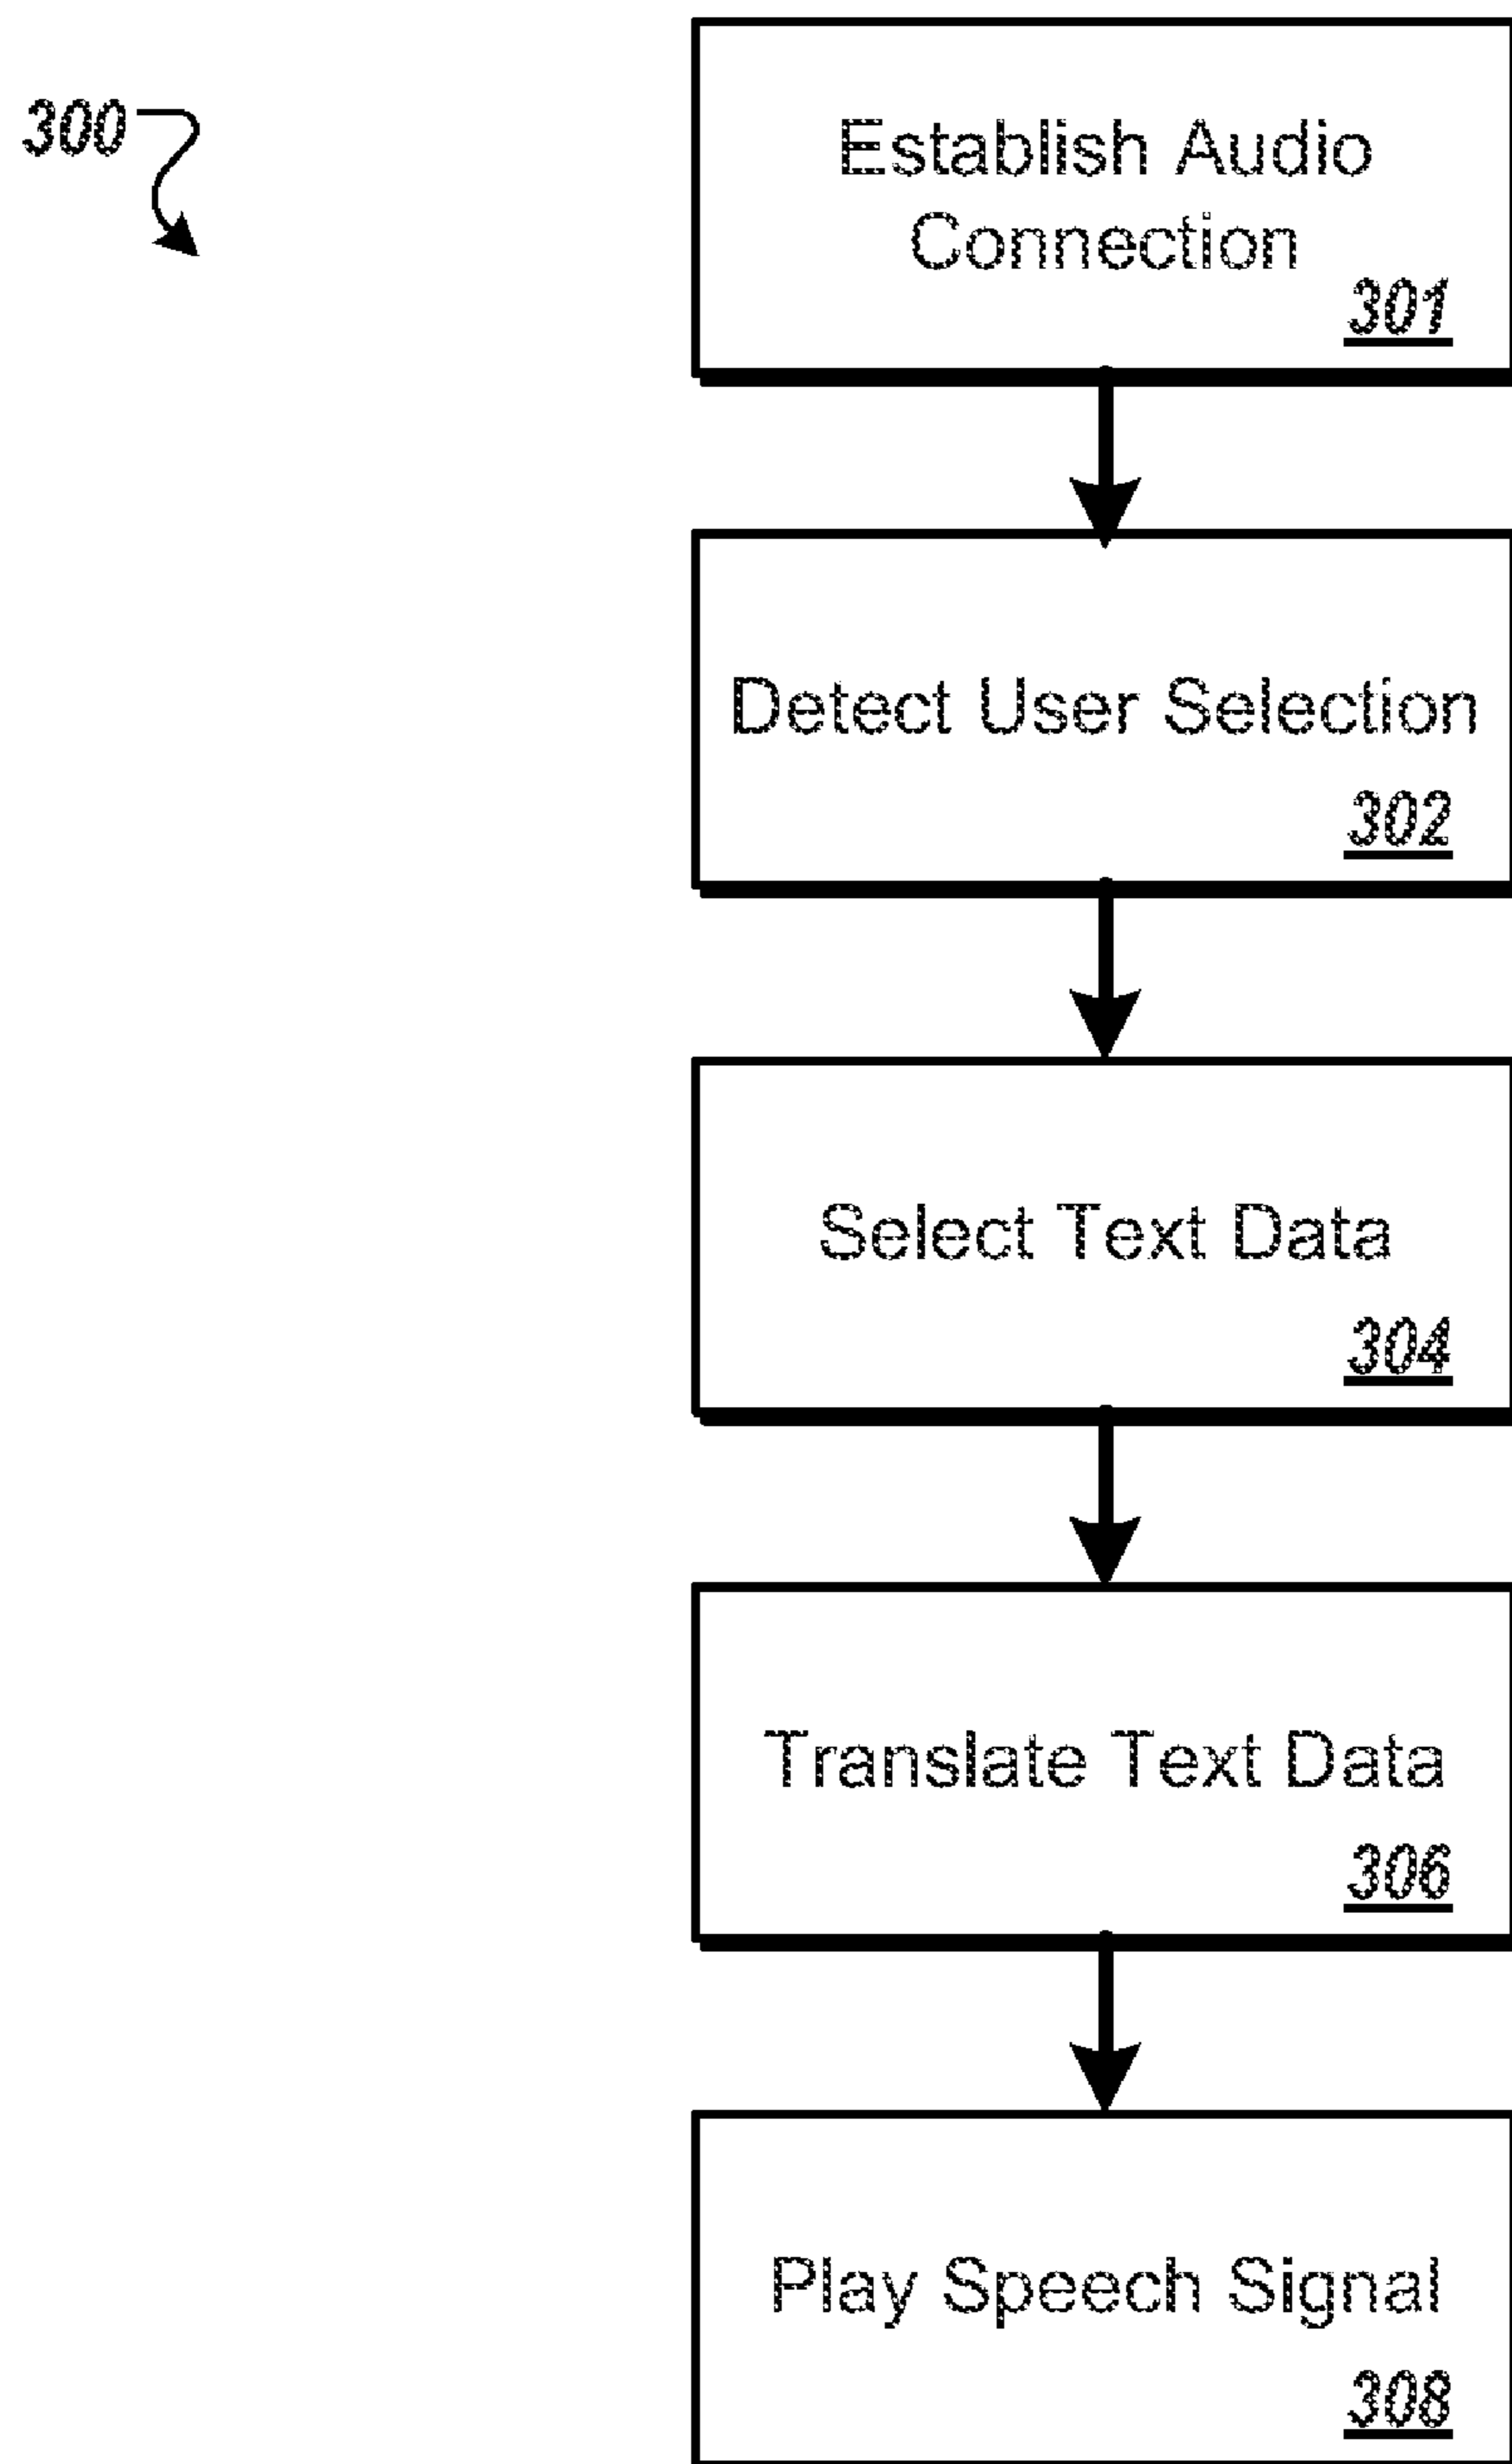 300
Establish Audio
Connection
301
Detect User Selection
302
Select Text Data
304
Translate Text Data
306
Play Speech Signal
308